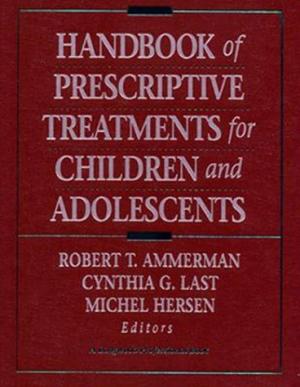 HANDBOOK of
PRESCRIPTIVE
TREATMENTS for
CHILDREN and
ADOLESCENTS
ROBERT T. AMMERMAN
CYNTHIA G. LAST
MICHEL HERSEN
Editors